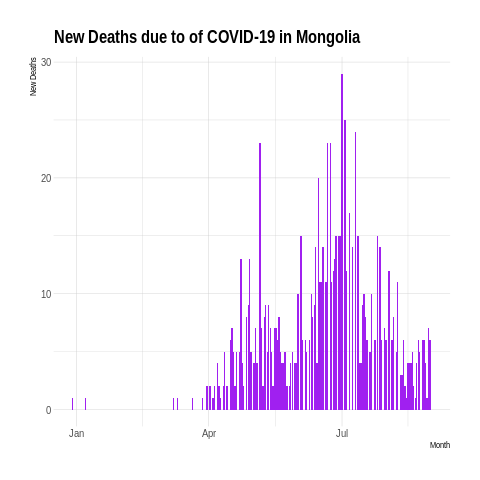 New Deaths due to of COVID-19 in Mongolia
New Deaths
30
20
10
0
Jan Apr Jul
Month